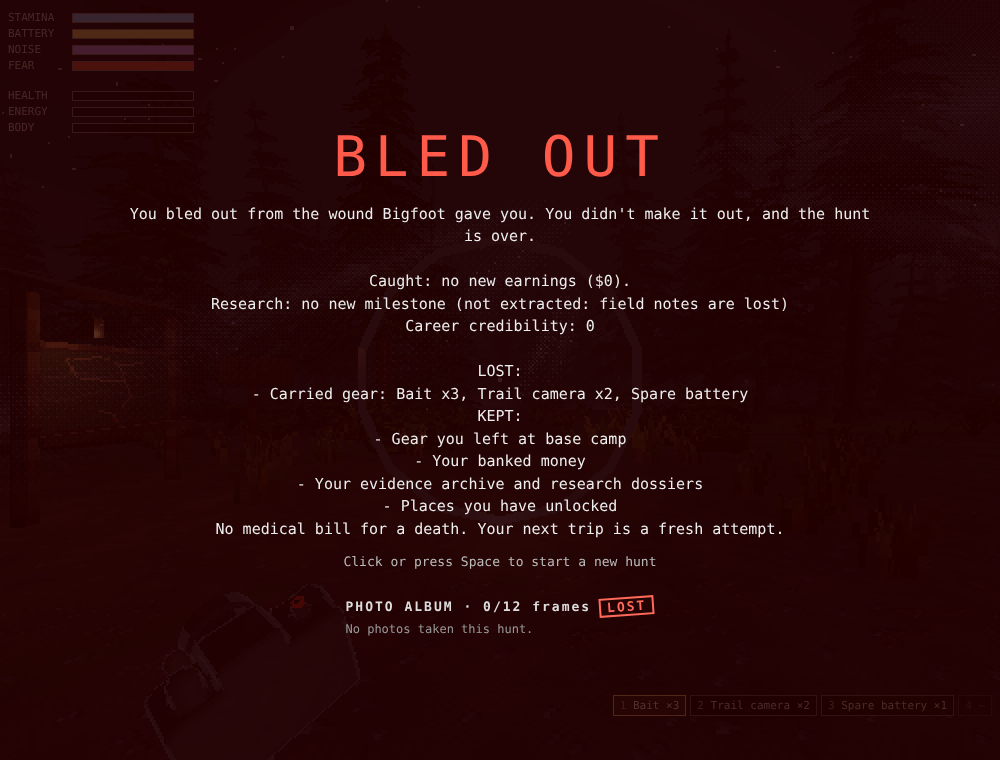 STAMINA
BATTERY
NOISE
FEAR
HEALTH
ENERGY
BODY
BLED OUT
You bled out from the wound Bigfoot gave you. You didn't make it out, and the hunt
is over.
Caught: no new earnings ($0).
Research: no new milestone (not extracted: field notes are lost)
Career credibility: 0
LOST:
- Carried gear: Bait x3, Trail camera x2, Spare battery
KEPT:
- Gear you left at base camp
- Your banked money
- Your evidence archive and research dossiers
- Places you have unlocked
No medical bill for a death. Your next trip is a fresh attempt.
Click or press Space to start a new hunt
PHOTO ALBUM · 0/12 frames LOST
No photos taken this hunt.
1 Bait ×3 2 Trail camera ×2 3 Spare battery ×1 4 —